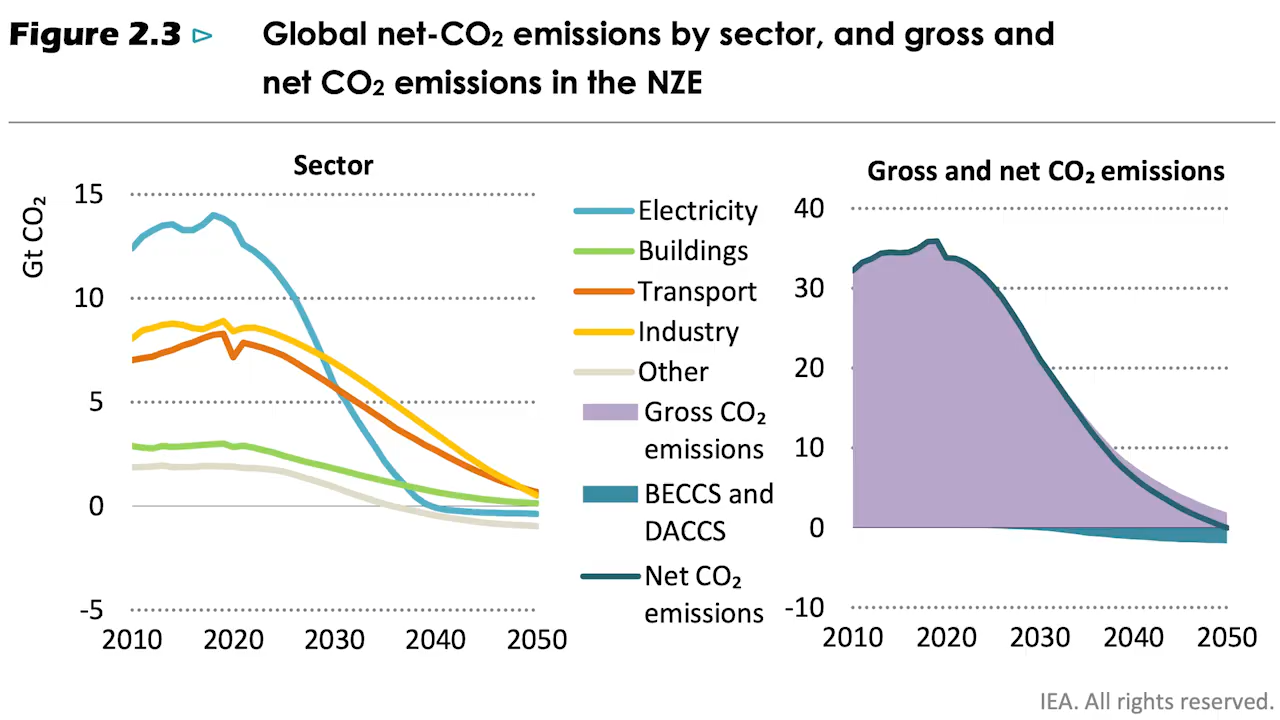 Figure 2.3 ▷ Global net-CO₂ emissions by sector, and gross and
net CO₂ emissions in the NZE
Sector
Gt CO₂
15
10
5
0
-5
2010 2020 2030 2040 2050
Electricity
Buildings
Transport
Industry
Other
Gross CO₂
emissions
BECCS and
DACCS
Net CO₂
emissions
Gross and net CO₂ emissions
40
30
20
10
0
-10
2010 2020 2030 2040 2050
IEA. All rights reserved.